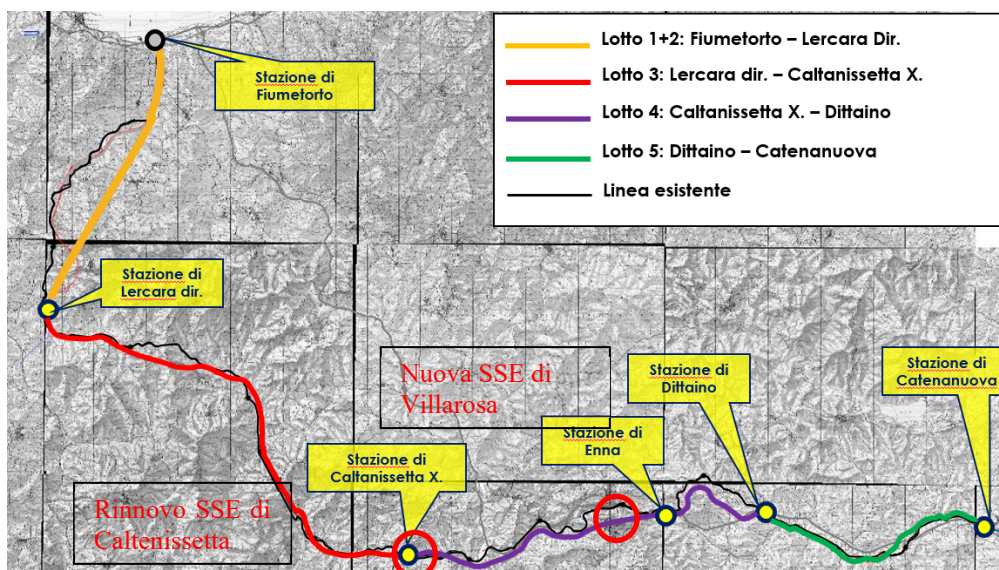 Lotto 1+2: Fiumetorto – Lercara Dir.
Lotto 3: Lercara dir. – Caltanissetta X.
Lotto 4: Caltanissetta X. – Dittaino
Lotto 5: Dittaino – Catenanuova
Linea esistente
Stazione di
Fiumetorto
Stazione di
Lercara dir.
Nuova SSE di
Villarosa
Stazione di
Dittaino
Stazione di
Catenanuova
Stazione di
Enna
Stazione di
Caltanissetta X.
Rinnovo SSE di
Caltenissetta